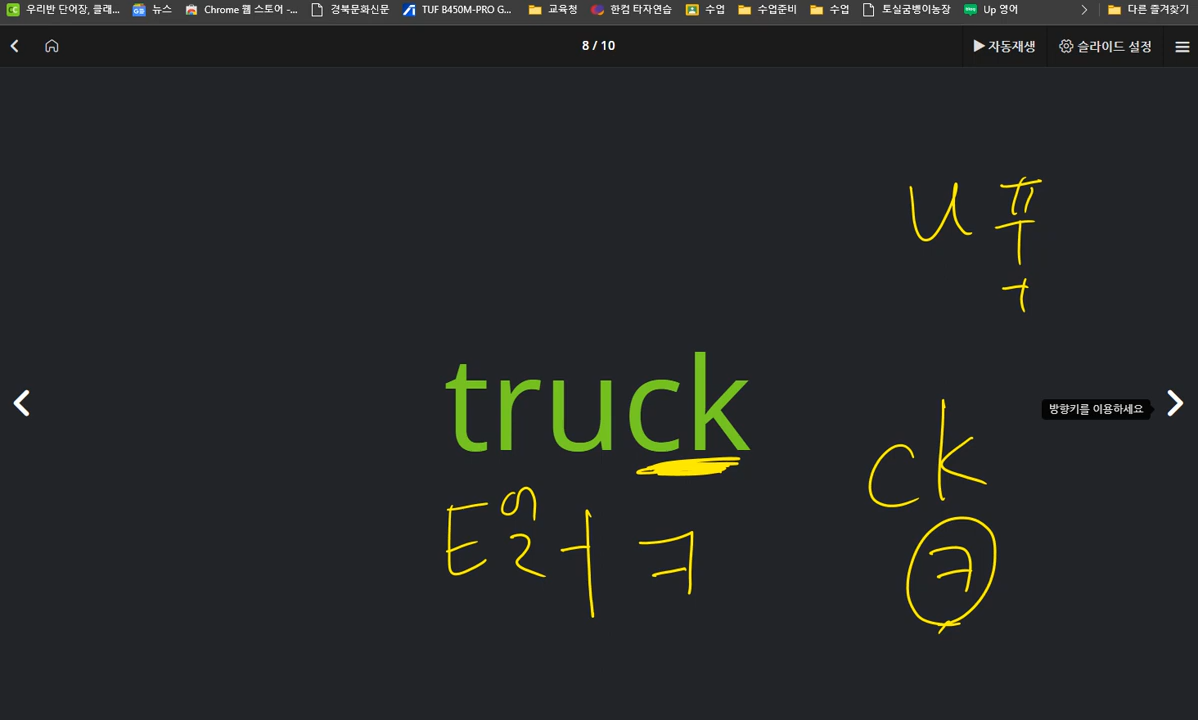 우리반 단어장, 클래... 뉴스 Chrome 웹 스토어 -... 경북문화신문 TUF B450M-PRO G... 교육청 한컴 타자연습 수업 수업준비 수업 토실굼벵이농장 Up 영어 다른 즐겨찾기
8 / 10 자동재생 슬라이드 설정
u
ㅓ
truck
방향키를 이용하세요
ck
E ㄹ ㅓ ㅋ
ㅋ